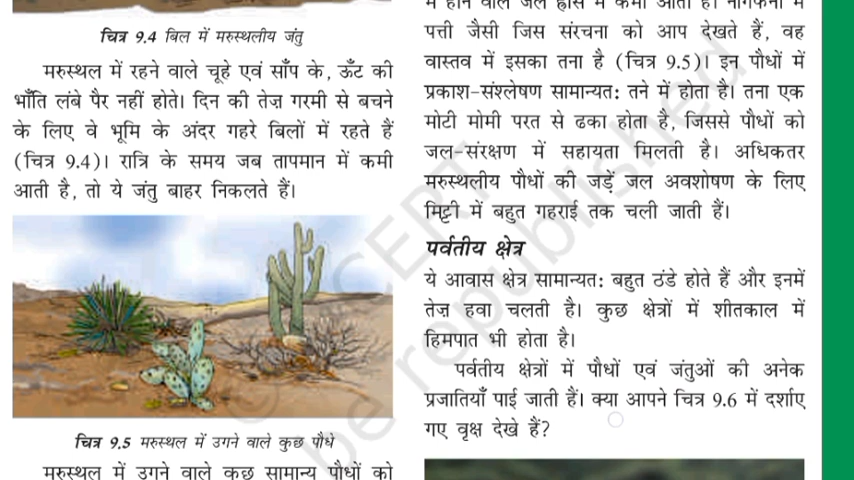 चित्र 9.4 बिल में मरुस्थलीय जंतु
मरुस्थल में रहने वाले चूहे एवं साँप के, ऊँट की
भाँति लंबे पैर नहीं होते। दिन की तेज़ गरमी से बचने
के लिए वे भूमि के अंदर गहरे बिलों में रहते हैं
(चित्र 9.4)। रात्रि के समय जब तापमान में कमी
आती है, तो ये जंतु बाहर निकलते हैं।
चित्र 9.5 मरुस्थल में उगने वाले कुछ पौधे
मरुस्थल में उगने वाले कुछ सामान्य पौधों को
में होने वाले जल ह्रास में कमी आती है। नागफनी में
पत्ती जैसी जिस संरचना को आप देखते हैं, वह
वास्तव में इसका तना है (चित्र 9.5)। इन पौधों में
प्रकाश-संश्लेषण सामान्यत: तने में होता है। तना एक
मोटी मोमी परत से ढका होता है, जिससे पौधों को
जल-संरक्षण में सहायता मिलती है। अधिकतर
मरुस्थलीय पौधों की जड़ें जल अवशोषण के लिए
मिट्टी में बहुत गहराई तक चली जाती हैं।
पर्वतीय क्षेत्र
ये आवास क्षेत्र सामान्यत: बहुत ठंडे होते हैं और इनमें
तेज़ हवा चलती है। कुछ क्षेत्रों में शीतकाल में
हिमपात भी होता है।
पर्वतीय क्षेत्रों में पौधों एवं जंतुओं की अनेक
प्रजातियाँ पाई जाती हैं। क्या आपने चित्र 9.6 में दर्शाए
गए वृक्ष देखे हैं?
© NCERT
be republished